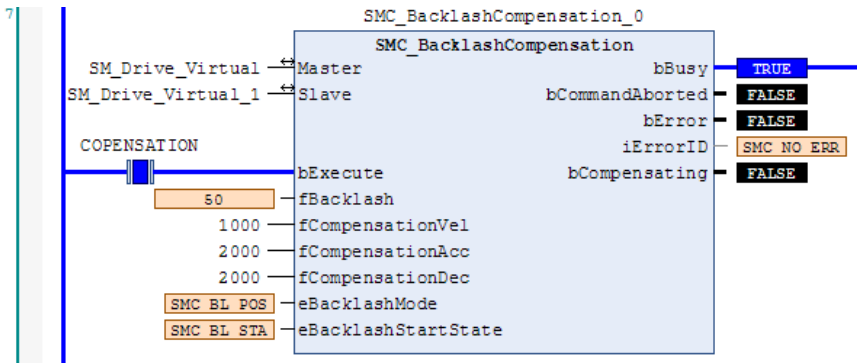 7
SMC_BacklashCompensation_0
SMC_BacklashCompensation
SM_Drive_Virtual Master bBusy TRUE
SM_Drive_Virtual_1 Slave bCommandAborted FALSE
bError FALSE
COPENSATION iErrorID SMC NO ERR
bExecute bCompensating FALSE
50 fBacklash
1000 fCompensationVel
2000 fCompensationAcc
2000 fCompensationDec
SMC BL POS eBacklashMode
SMC BL STA eBacklashStartState